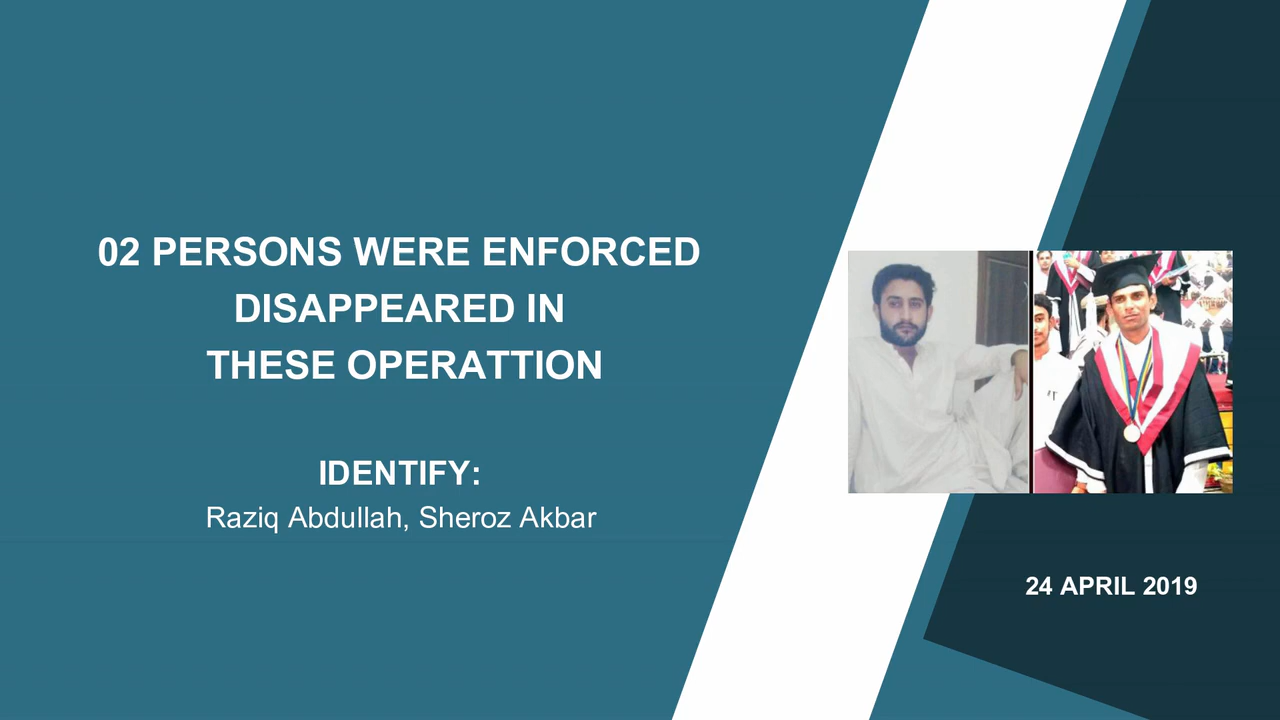 02 PERSONS WERE ENFORCED
DISAPPEARED IN
THESE OPERATTION
IDENTIFY:
Raziq Abdullah, Sheroz Akbar
24 APRIL 2019